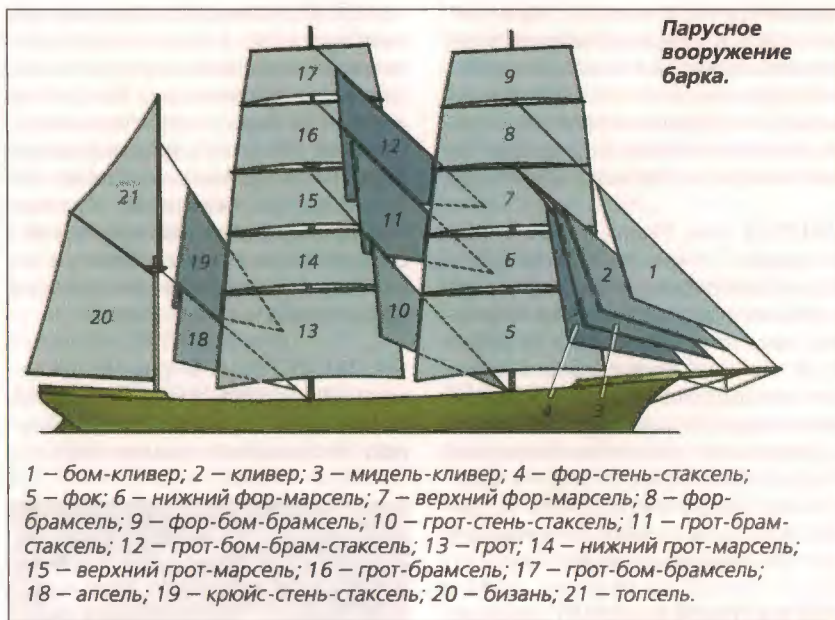 Парусное
вооружение
барка.
17
9
16
12
8
21
15
7
11
19
14
6
2
1
10
20
18
13
5
4
3
1 — бом-кливер; 2 — кливер; 3 — мидель-кливер; 4 — фор-стень-стаксель;
5 — фок; 6 — нижний фор-марсель; 7 — верхний фор-марсель; 8 — фор-
брамсель; 9 — фор-бом-брамсель; 10 — грот-стень-стаксель; 11 — грот-брам-
стаксель; 12 — грот-бом-брам-стаксель; 13 — грот; 14 — нижний грот-марсель;
15 — верхний грот-марсель; 16 — грот-брамсель; 17 — грот-бом-брамсель;
18 — апсель; 19 — крюйс-стень-стаксель; 20 — бизань; 21 — топсель.